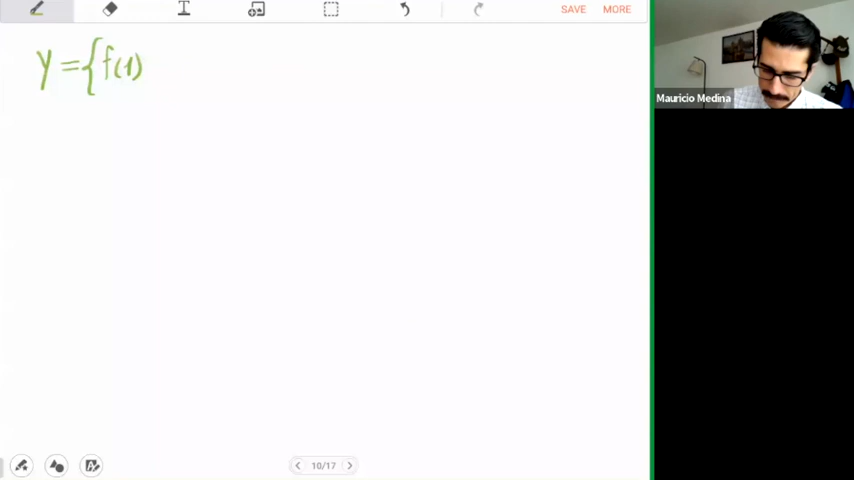 SAVE MORE
y = { f(1)
Mauricio Medina
10/17